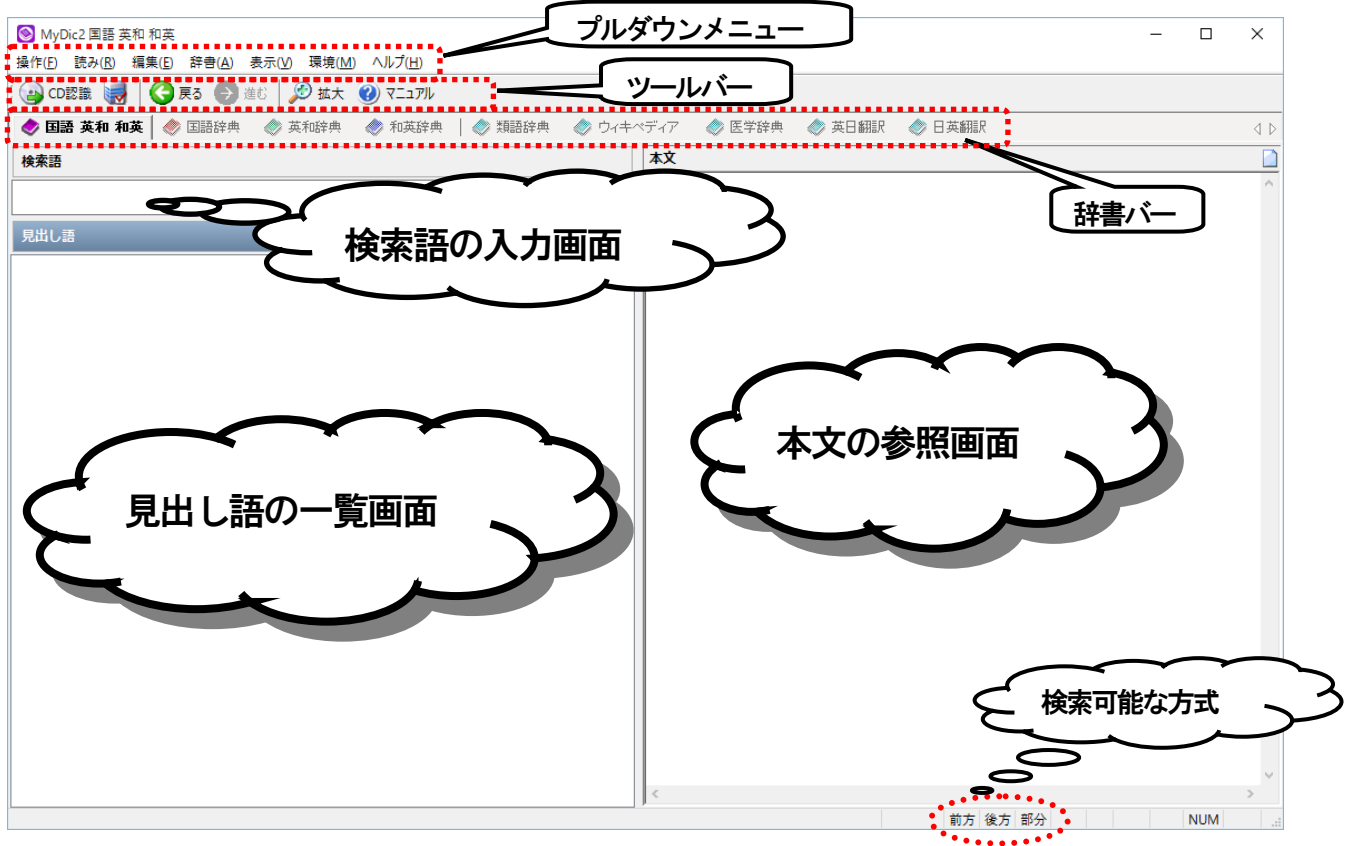 プルダウンメニュー
MyDic2 国語 英和 和英
操作(F) 読み(R) 編集(E) 辞書(A) 表示(V) 環境(M) ヘルプ(H)
ツールバー
CD認識 戻る 進む 拡大 マニュアル
国語 英和 和英 国語辞典 英和辞典 和英辞典 類語辞典 ウィキペディア 医学辞典 英日翻訳 日英翻訳
検索語 本文
辞書バー
見出し語
検索語の入力画面
本文の参照画面
見出し語の一覧画面
検索可能な方式
前方 後方 部分 NUM